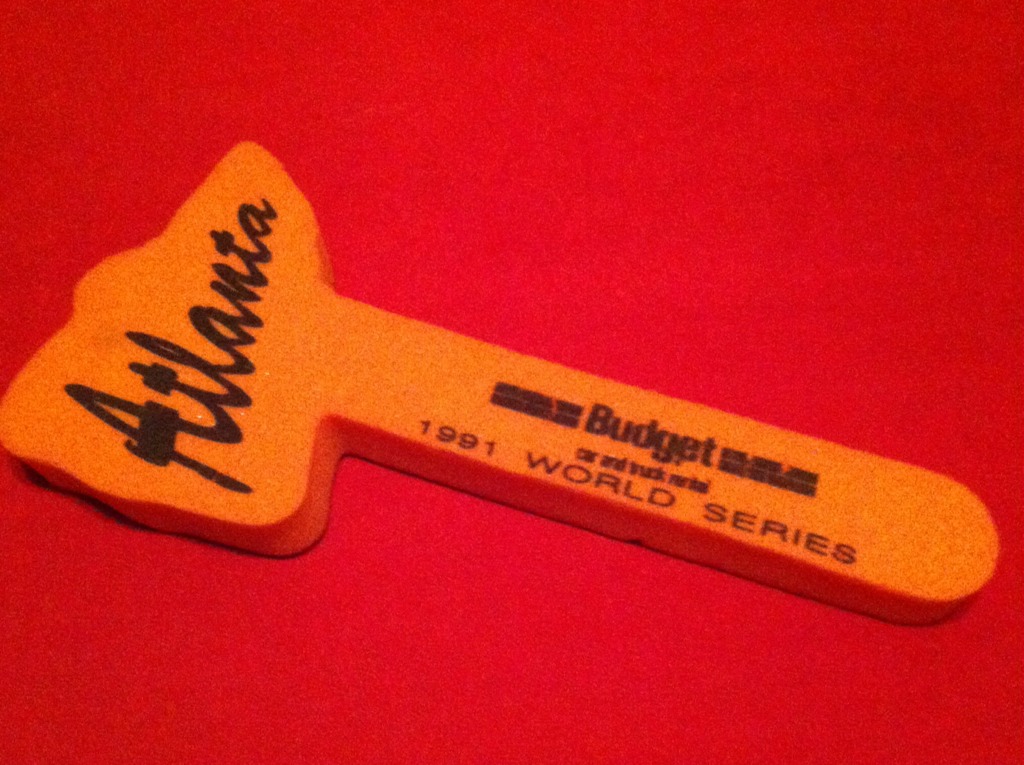 Atlanta
Budget
car and truck rental
1991 WORLD SERIES